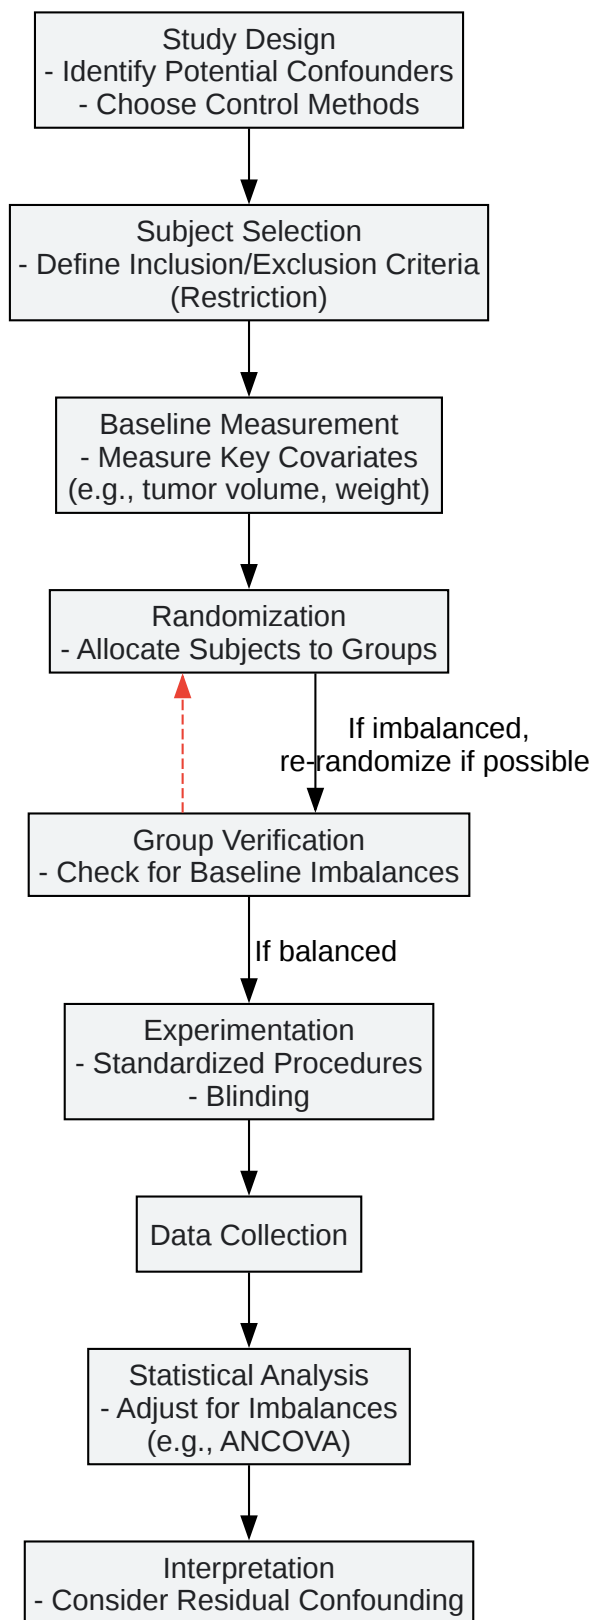 Study Design
- Identify Potential Confounders
- Choose Control Methods
Subject Selection
- Define Inclusion/Exclusion Criteria
(Restriction)
Baseline Measurement
- Measure Key Covariates
(e.g., tumor volume, weight)
Randomization
- Allocate Subjects to Groups
If imbalanced,
re-randomize if possible
Group Verification
- Check for Baseline Imbalances
If balanced
Experimentation
- Standardized Procedures
- Blinding
Data Collection
Statistical Analysis
- Adjust for Imbalances
(e.g., ANCOVA)
Interpretation
- Consider Residual Confounding